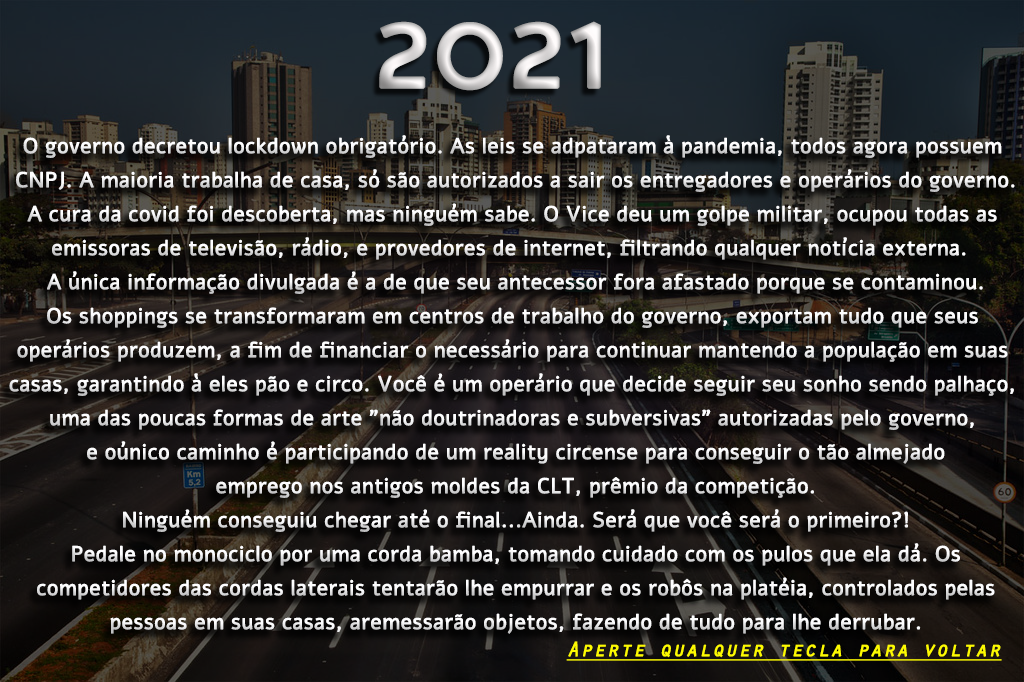 2021
O governo decretou lockdown obrigatório. As leis se adpataram à pandemia, todos agora possuem
CNPJ. A maioria trabalha de casa, só são autorizados a sair os entregadores e operários do governo.
A cura da covid foi descoberta, mas ninguém sabe. O Vice deu um golpe militar, ocupou todas as
emissoras de televisão, rádio, e provedores de internet, filtrando qualquer notícia externa.
A única informação divulgada é a de que seu antecessor fora afastado porque se contaminou.
Os shoppings se transformaram em centros de trabalho do governo, exportam tudo que seus
operários produzem, a fim de financiar o necessário para continuar mantendo a população em suas
casas, garantindo à eles pão e circo. Você é um operário que decide seguir seu sonho sendo palhaço,
uma das poucas formas de arte "não doutrinadoras e subversivas" autorizadas pelo governo,
e oúnico caminho é participando de um reality circense para conseguir o tão almejado
Km
5,2
emprego nos antigos moldes da CLT, prêmio da competição.
60
Ninguém conseguiu chegar até o final...Ainda. Será que você será o primeiro?!
Pedale no monociclo por uma corda bamba, tomando cuidado com os pulos que ela dá. Os
competidores das cordas laterais tentarão lhe empurrar e os robôs na platéia, controlados pelas
pessoas em suas casas, aremessarão objetos, fazendo de tudo para lhe derrubar.
APERTE QUALQUER TECLA PARA VOLTAR